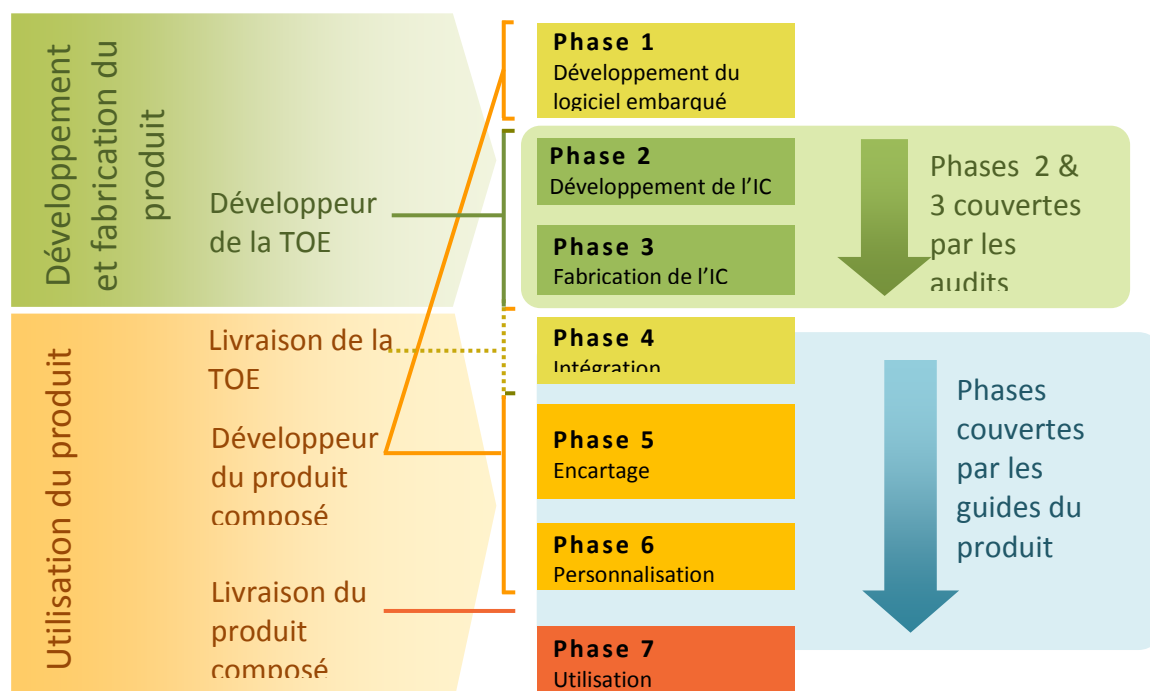 Développement
et fabrication du
produit
Développeur
de la TOE
Utilisation du produit
Livraison de la
TOE
Développeur
du produit
composé
Livraison du
produit
composé
Phase 1
Développement du
logiciel embarqué
Phase 2
Développement de l’IC
Phase 3
Fabrication de l’IC
Phase 4
Intégration
Phase 5
Encartage
Phase 6
Personnalisation
Phase 7
Utilisation
Phases 2 &
3 couvertes
par les
audits
Phases
couvertes
par les
guides du
produit